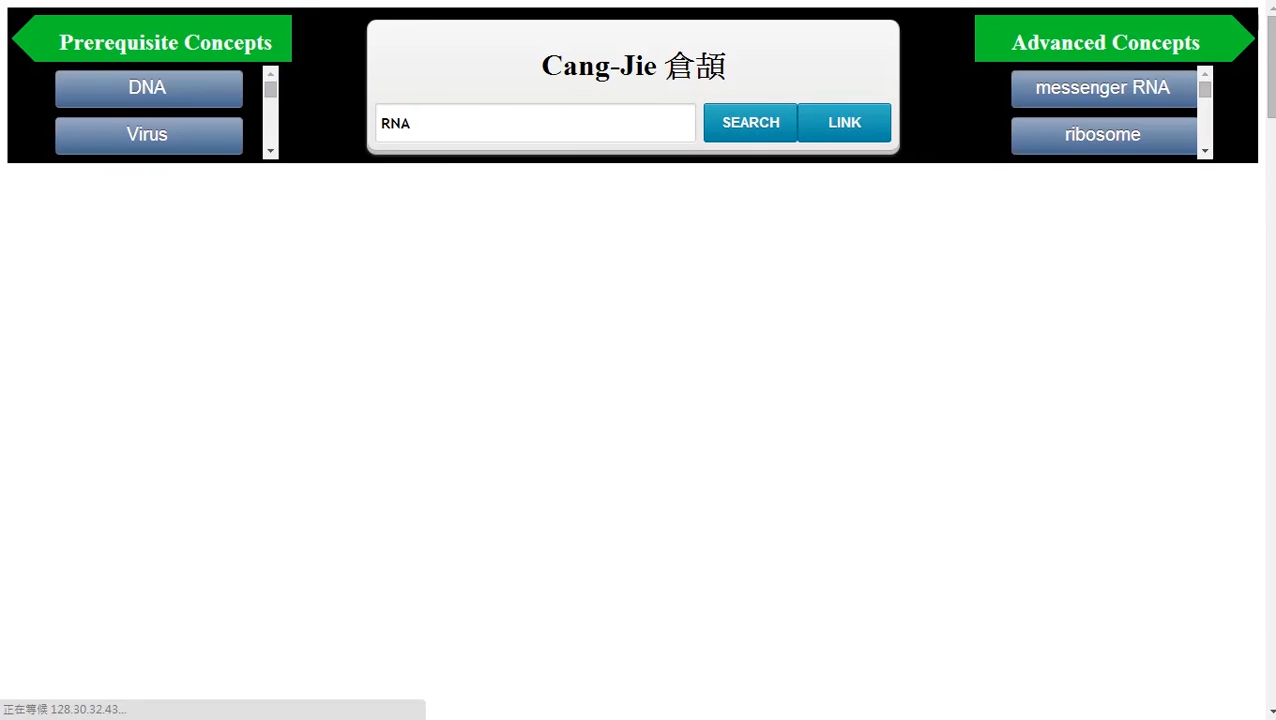 Prerequisite Concepts
DNA
Virus
Cang-Jie 倉頡
RNA
SEARCH
LINK
Advanced Concepts
messenger RNA
ribosome
正在等候 128.30.32.43...